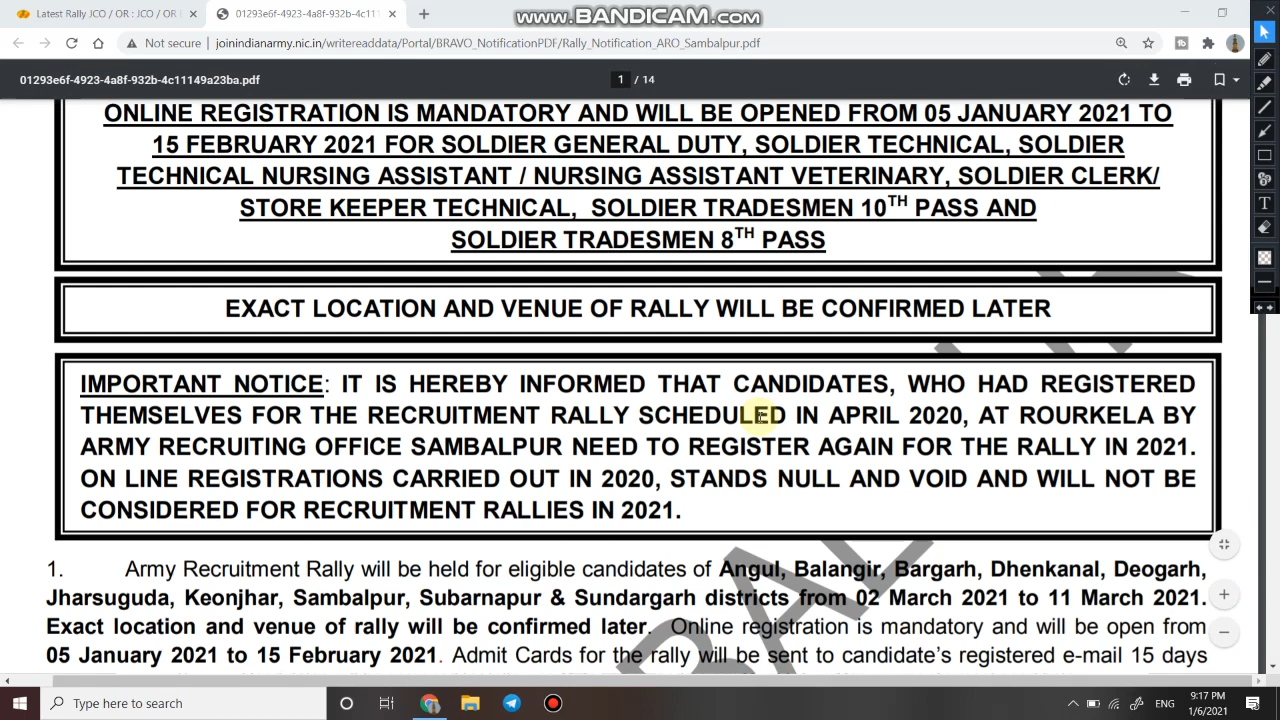 www.BANDICAM.com
Latest Rally JCO / OR : JCO / OR
01293e6f-4923-4a8f-932b-4c111
Not secure joinindianarmy.nic.in/writereaddata/Portal/BRAVO_NotificationPDF/Rally_Notification_ARO_Sambalpur.pdf
01293e6f-4923-4a8f-932b-4c11149a23ba.pdf 1 / 14
ONLINE REGISTRATION IS MANDATORY AND WILL BE OPENED FROM 05 JANUARY 2021 TO
15 FEBRUARY 2021 FOR SOLDIER GENERAL DUTY, SOLDIER TECHNICAL, SOLDIER
TECHNICAL NURSING ASSISTANT / NURSING ASSISTANT VETERINARY, SOLDIER CLERK/
STORE KEEPER TECHNICAL, SOLDIER TRADESMEN 10TH PASS AND
SOLDIER TRADESMEN 8TH PASS
EXACT LOCATION AND VENUE OF RALLY WILL BE CONFIRMED LATER
IMPORTANT NOTICE: IT IS HEREBY INFORMED THAT CANDIDATES, WHO HAD REGISTERED
THEMSELVES FOR THE RECRUITMENT RALLY SCHEDULED IN APRIL 2020, AT ROURKELA BY
ARMY RECRUITING OFFICE SAMBALPUR NEED TO REGISTER AGAIN FOR THE RALLY IN 2021.
ON LINE REGISTRATIONS CARRIED OUT IN 2020, STANDS NULL AND VOID AND WILL NOT BE
CONSIDERED FOR RECRUITMENT RALLIES IN 2021.
1. Army Recruitment Rally will be held for eligible candidates of Angul, Balangir, Bargarh, Dhenkanal, Deogarh,
Jharsuguda, Keonjhar, Sambalpur, Subarnapur & Sundargarh districts from 02 March 2021 to 11 March 2021.
Exact location and venue of rally will be confirmed later. Online registration is mandatory and will be open from
05 January 2021 to 15 February 2021. Admit Cards for the rally will be sent to candidate's registered e-mail 15 days
Type here to search
ENG
9:17 PM
1/6/2021